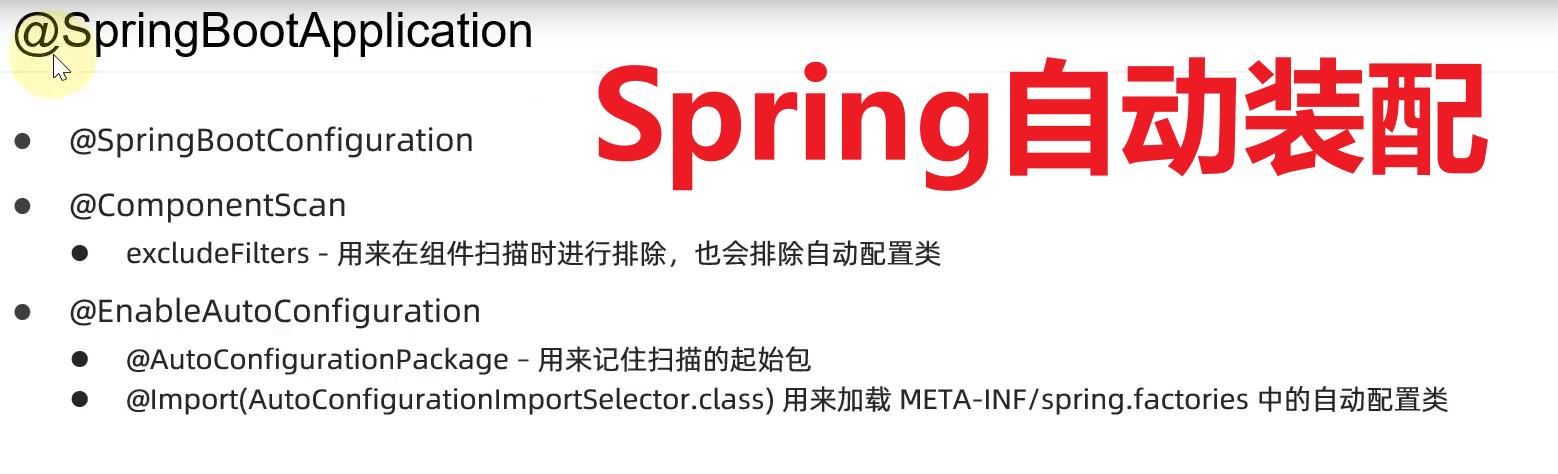 @SpringBootApplication
Spring自动装配
@SpringBootConfiguration
@ComponentScan
excludeFilters - 用来在组件扫描时进行排除，也会排除自动配置类
@EnableAutoConfiguration
@AutoConfigurationPackage – 用来记住扫描的起始包
@Import(AutoConfigurationImportSelector.class) 用来加载 META-INF/spring.factories 中的自动配置类